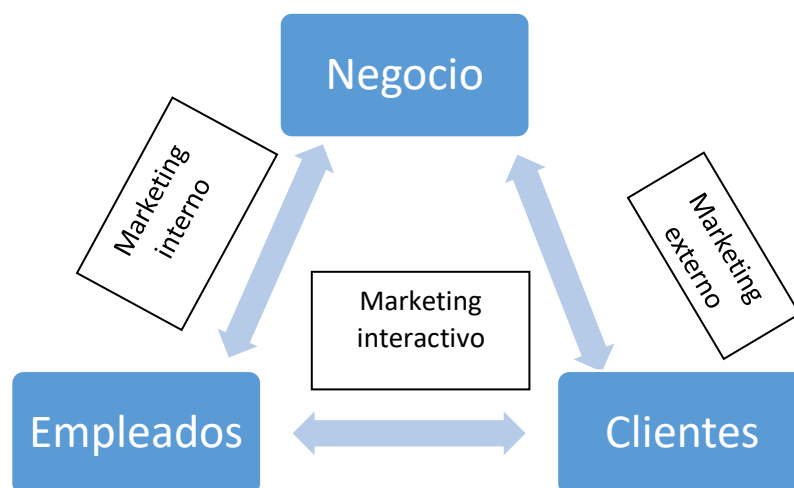 Negocio
Marketing
interno
Marketing
externo
Marketing
interactivo
Empleados
Clientes